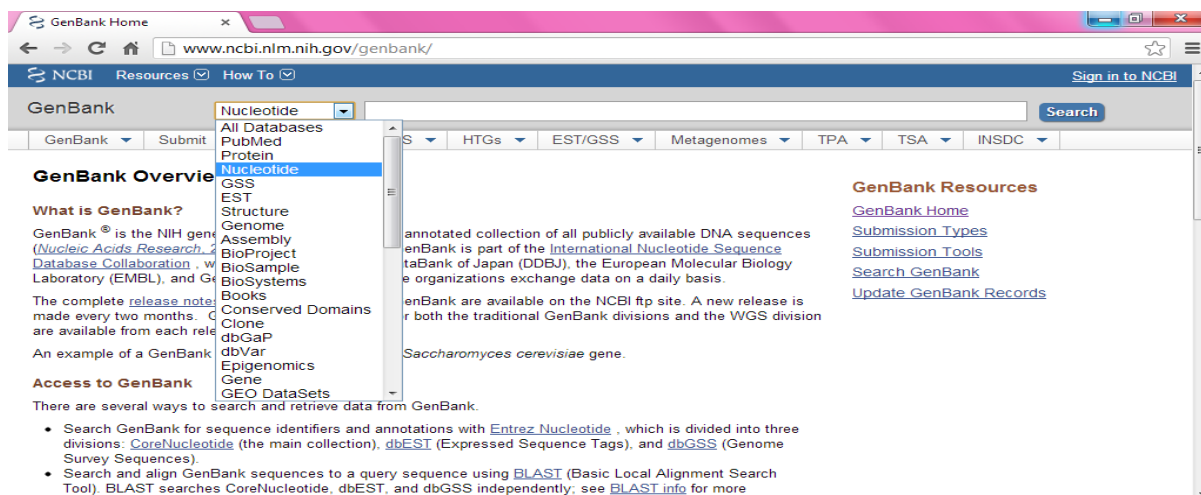 GenBank Home
www.ncbi.nlm.nih.gov/genbank/
NCBI Resources How To Sign in to NCBI
GenBank Nucleotide Search
GenBank Submit S HTGs EST/GSS Metagenomes TPA TSA INSDC
All Databases
PubMed
Protein
Nucleotide
GSS
EST
Structure
Genome
Assembly
BioProject
BioSample
BioSystems
Books
Conserved Domains
Clone
dbGaP
dbVar
Epigenomics
Gene
GEO DataSets
GenBank Overvie
What is GenBank?
GenBank ® is the NIH gene annotated collection of all publicly available DNA sequences
(Nucleic Acids Research, 2 enBank is part of the International Nucleotide Sequence
Database Collaboration , w taBank of Japan (DDBJ), the European Molecular Biology
Laboratory (EMBL), and Ge e organizations exchange data on a daily basis.
The complete release note enBank are available on the NCBI ftp site. A new release is
made every two months. r both the traditional GenBank divisions and the WGS division
are available from each rele
An example of a GenBank Saccharomyces cerevisiae gene.
Access to GenBank
There are several ways to search and retrieve data from GenBank.
• Search GenBank for sequence identifiers and annotations with Entrez Nucleotide , which is divided into three
divisions: CoreNucleotide (the main collection), dbEST (Expressed Sequence Tags), and dbGSS (Genome
Survey Sequences).
• Search and align GenBank sequences to a query sequence using BLAST (Basic Local Alignment Search
Tool). BLAST searches CoreNucleotide, dbEST, and dbGSS independently; see BLAST info for more
GenBank Resources
GenBank Home
Submission Types
Submission Tools
Search GenBank
Update GenBank Records